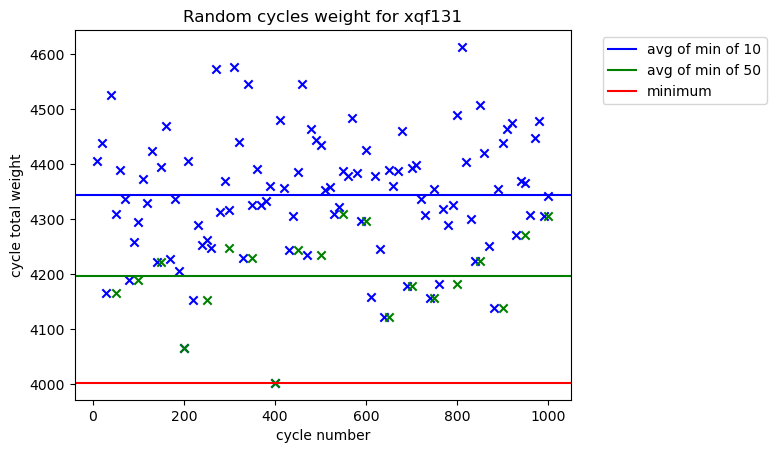 Random cycles weight for xqf131
avg of min of 10
avg of min of 50
minimum
cycle total weight
4600
4500
4400
4300
4200
4100
4000
0 200 400 600 800 1000
cycle number